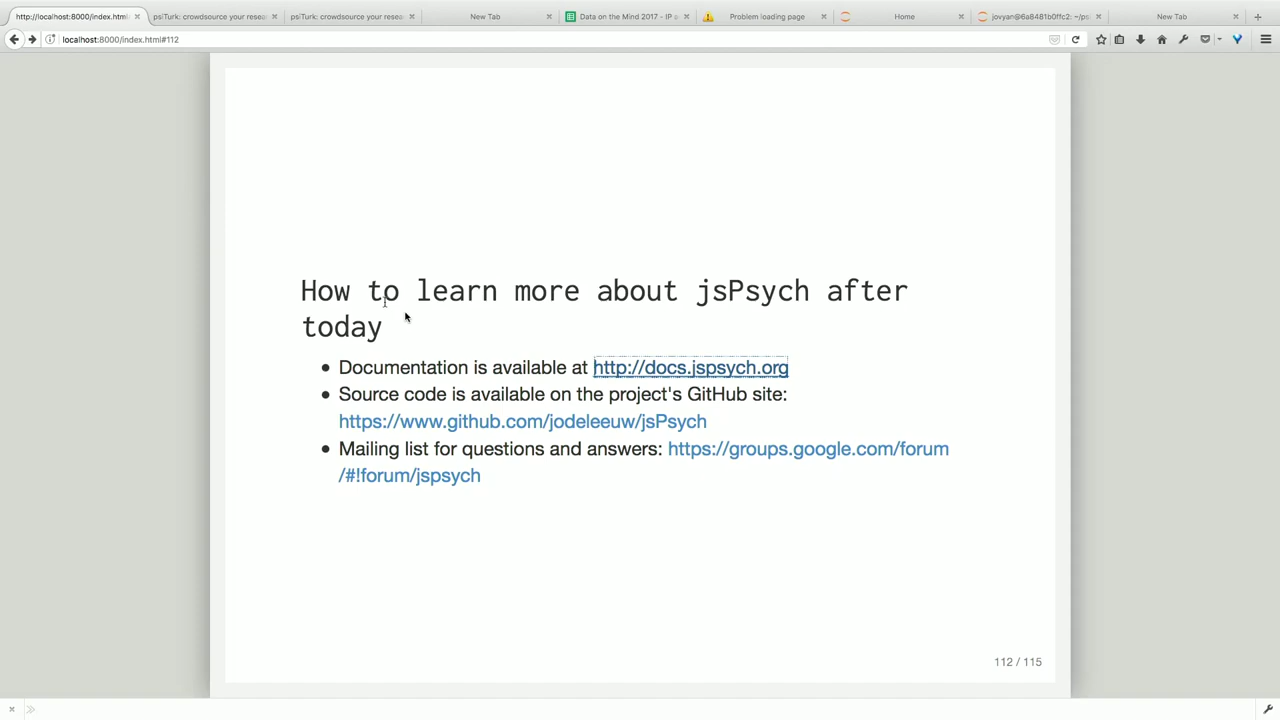 http://localhost:8000/index.html
psiTurk: crowdsource your resea
psiTurk: crowdsource your resea
New Tab
Data on the Mind 2017 - IP a
Problem loading page
Home
jovyan@6a8481b0ffc2: ~/ps
New Tab
localhost:8000/index.html#112
How to learn more about jsPsych after
today
Documentation is available at http://docs.jspsych.org
Source code is available on the project's GitHub site:
https://www.github.com/jodeleeuw/jsPsych
Mailing list for questions and answers: https://groups.google.com/forum
/#!forum/jspsych
112 / 115